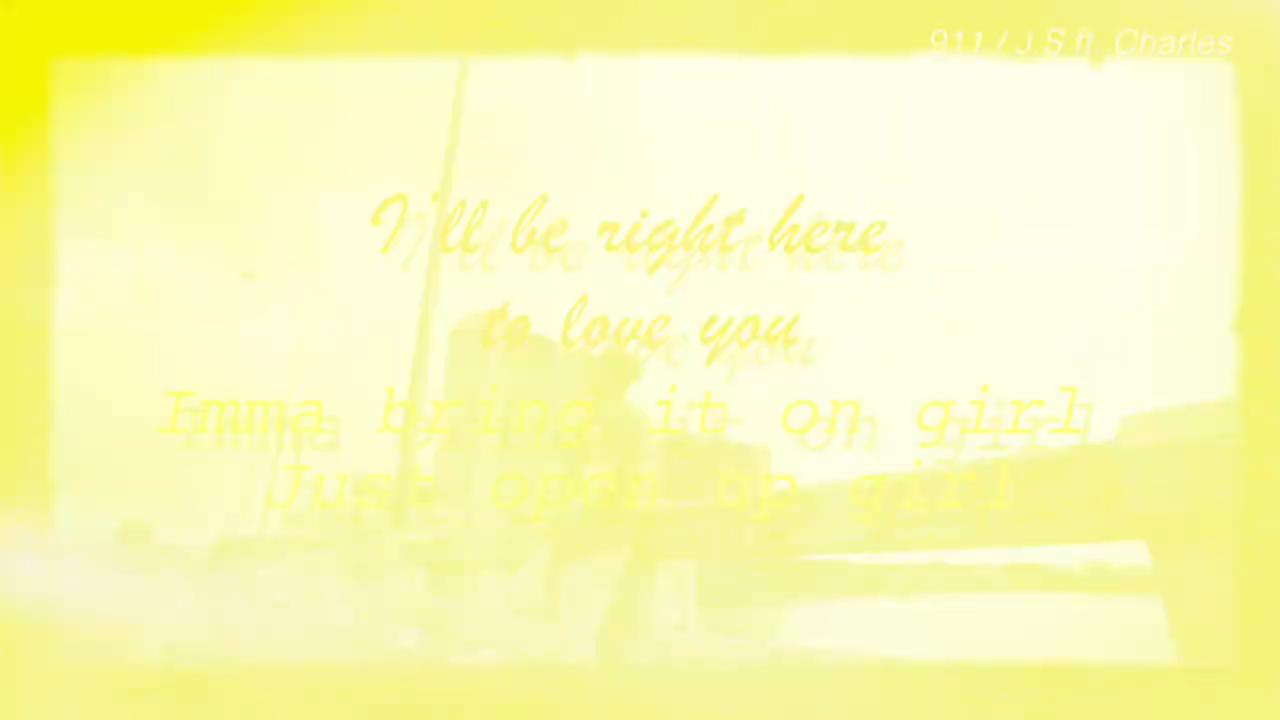 911 / J.S ft. Charles
I'll be right here
to love you
Imma bring it on girl
Just open up girl